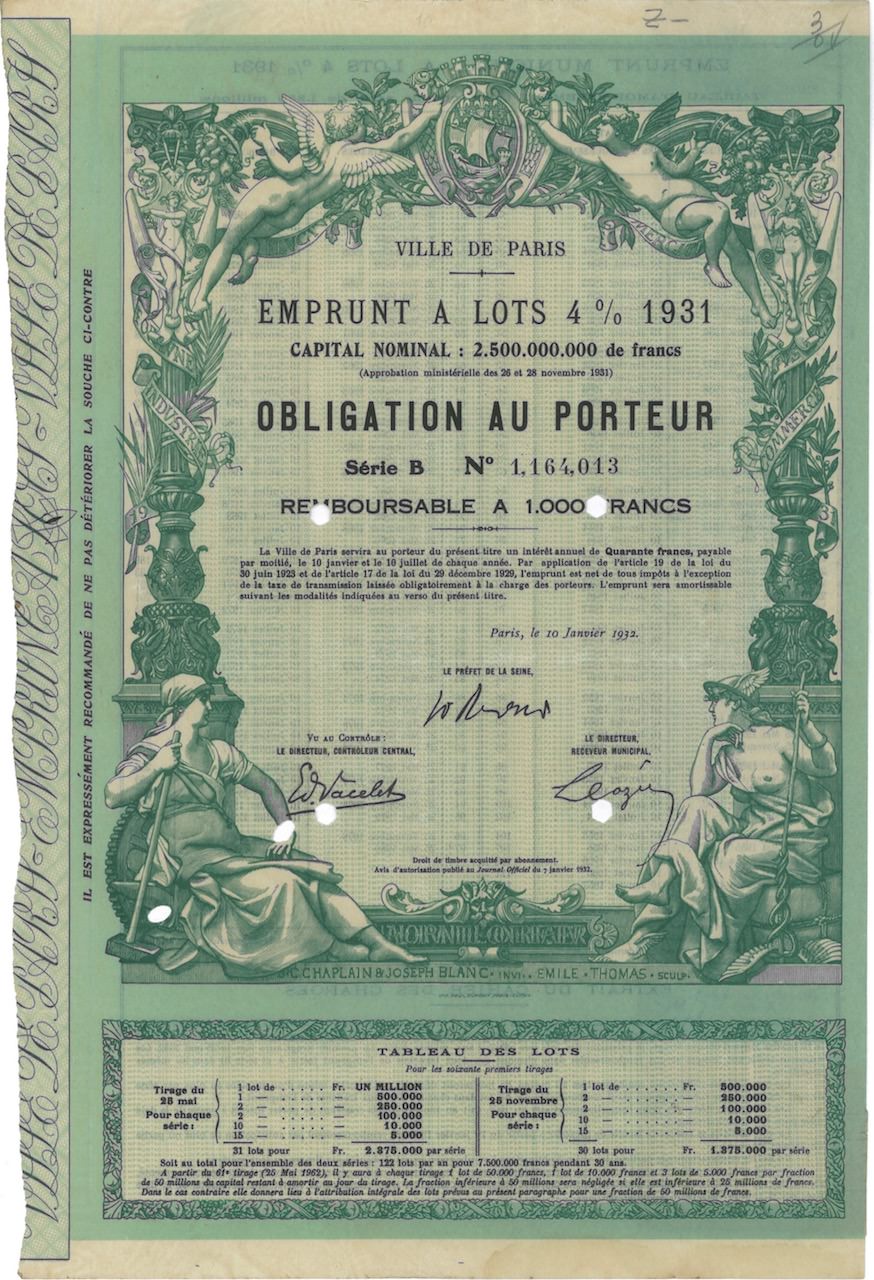 Z-
VILLE DE PARIS
EMPRUNT A LOTS 4 % 1931
CAPITAL NOMINAL : 2.500.000.000 de francs
(Approbation ministérielle des 26 et 28 novembre 1931)
OBLIGATION AU PORTEUR
Série B N° 1,164,013
REMBOURSABLE A 1.000 FRANCS
La Ville de Paris servira au porteur du présent titre un intérêt annuel de Quarante francs, payable
par moitié, le 10 janvier et le 10 juillet de chaque année. Par application de l'article 19 de la loi du
30 juin 1923 et de l'article 17 de la loi du 29 décembre 1929, l'emprunt est net de tous impôts à l'exception
de la taxe de transmission laissée obligatoirement à la charge des porteurs. L'emprunt sera amortissable
suivant les modalités indiquées au verso du présent titre.
Paris, le 10 Janvier 1932.
LE PRÉFET DE LA SEINE,
VU AU CONTRÔLE :
LE DIRECTEUR, CONTROLEUR CENTRAL,
Ed. Vacelet
LE DIRECTEUR,
RECEVEUR MUNICIPAL,
Droit de timbre acquitté par abonnement.
Avis d'autorisation publié au Journal Officiel du 7 janvier 1932.
INDUSTRIE
COMMERCE
19
31
J.C. CHAPLAIN & JOSEPH BLANC · INV. · EMILE · THOMAS · SCULP.
IL EST EXPRESSÉMENT RECOMMANDÉ DE NE PAS DÉTÉRIORER LA SOUCHE CI-CONTRE
VILLE DE PARIS - EMPRUNT
VILLE DE PARIS
TABLEAU DES LOTS
Pour les soixante premiers tirages
Tirage du
25 mai
Pour chaque
série :
1 lot de . . . . . Fr. UN MILLION
1 — . . . . . — 500.000
2 — . . . . . — 250.000
2 — . . . . . — 100.000
10 — . . . . . — 10.000
15 — . . . . . — 5.000
31 lots pour Fr. 2.375.000 par série
Tirage du
25 novembre
Pour chaque
série :
1 lot de . . . . . Fr. 500.000
2 — . . . . . — 250.000
2 — . . . . . — 100.000
10 — . . . . . — 10.000
15 — . . . . . — 5.000
30 lots pour Fr. 1.375.000 par série
Soit au total pour l'ensemble des deux séries : 122 lots par an pour 7.500.000 francs pendant 30 ans.
A partir du 61e tirage (25 Mai 1962), il y aura à chaque tirage 1 lot de 50.000 francs, 1 lot de 10.000 francs et 3 lots de 5.000 francs par fraction
de 50 millions du capital restant à amortir au jour du tirage. La fraction inférieure à 50 millions sera négligée si elle est inférieure à 25 millions de francs.
Dans le cas contraire elle donnera lieu à l'attribution intégrale des lots prévus au présent paragraphe pour une fraction de 50 millions de francs.